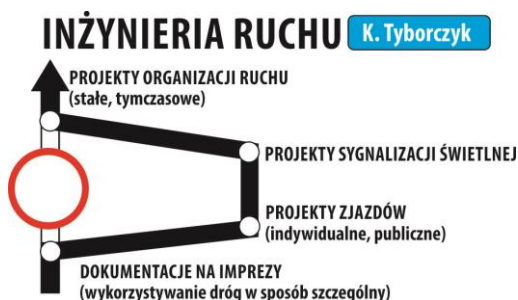 INŻYNIERIA RUCHU K. Tyborczyk
PROJEKTY ORGANIZACJI RUCHU
(stałe, tymczasowe)
PROJEKTY SYGNALIZACJI ŚWIETLNEJ
PROJEKTY ZJAZDÓW
(indywidualne, publiczne)
DOKUMENTACJE NA IMPREZY
(wykorzystywanie dróg w sposób szczególny)